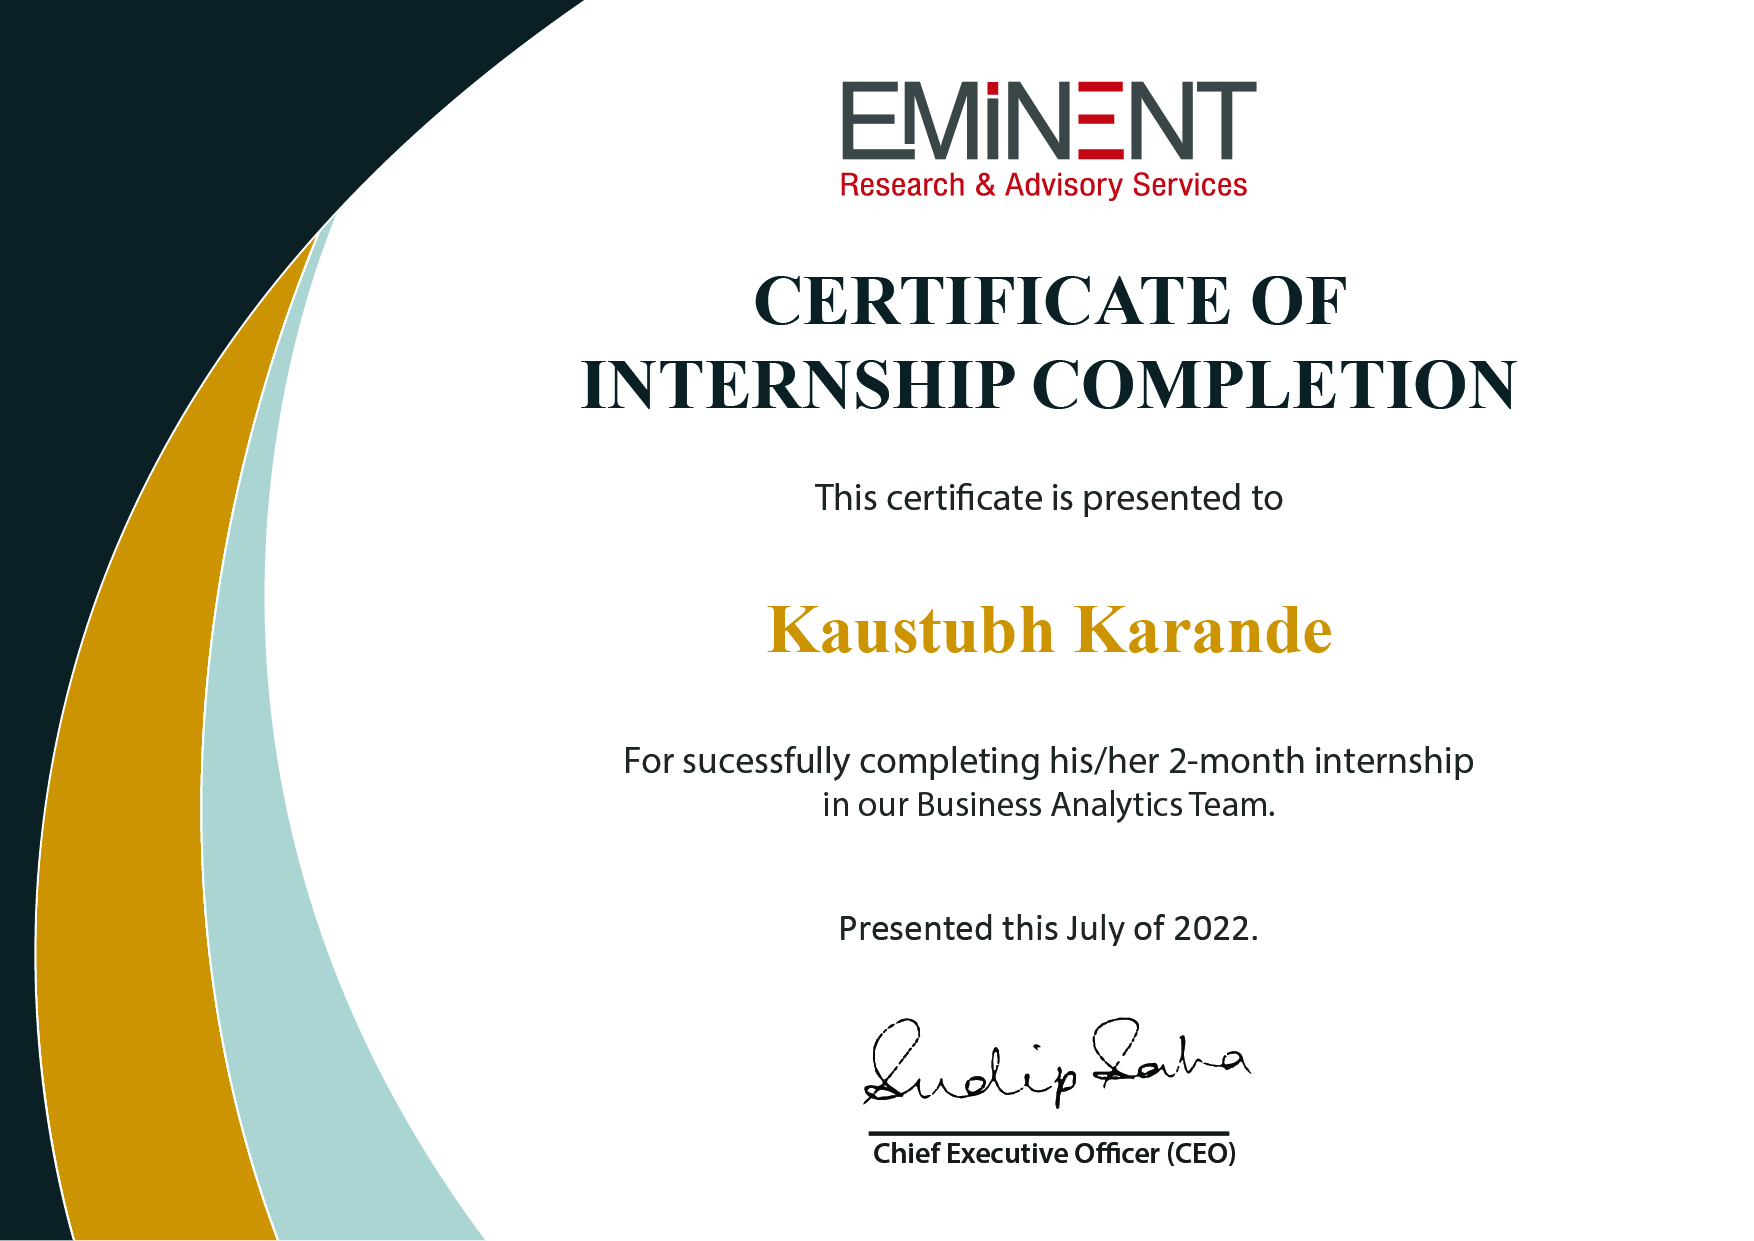 EMiNENT
Research & Advisory Services
CERTIFICATE OF
INTERNSHIP COMPLETION
This certificate is presented to
Kaustubh Karande
For sucessfully completing his/her 2-month internship
in our Business Analytics Team.
Presented this July of 2022.
Sudip Saha
Chief Executive Officer (CEO)